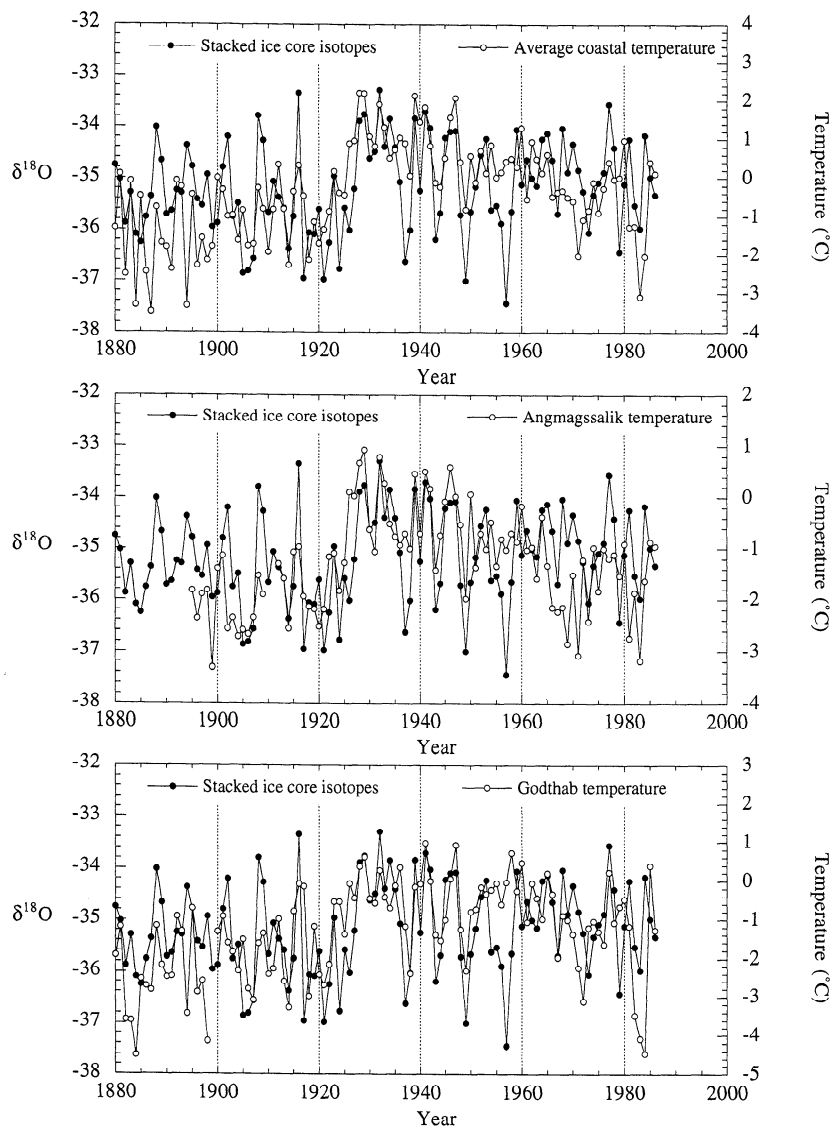 -32
-33
-34
-35
-36
-37
-38
δ18O
Stacked ice core isotopes
Average coastal temperature
4
3
2
1
0
-1
-2
-3
-4
Temperature (°C)
1880 1900 1920 1940 1960 1980 2000
Year
-32
-33
-34
-35
-36
-37
-38
δ18O
Stacked ice core isotopes
Angmagssalik temperature
2
1
0
-1
-2
-3
-4
Temperature (°C)
1880 1900 1920 1940 1960 1980 2000
Year
-32
-33
-34
-35
-36
-37
-38
δ18O
Stacked ice core isotopes
Godthab temperature
3
2
1
0
-1
-2
-3
-4
-5
Temperature (°C)
1880 1900 1920 1940 1960 1980 2000
Year